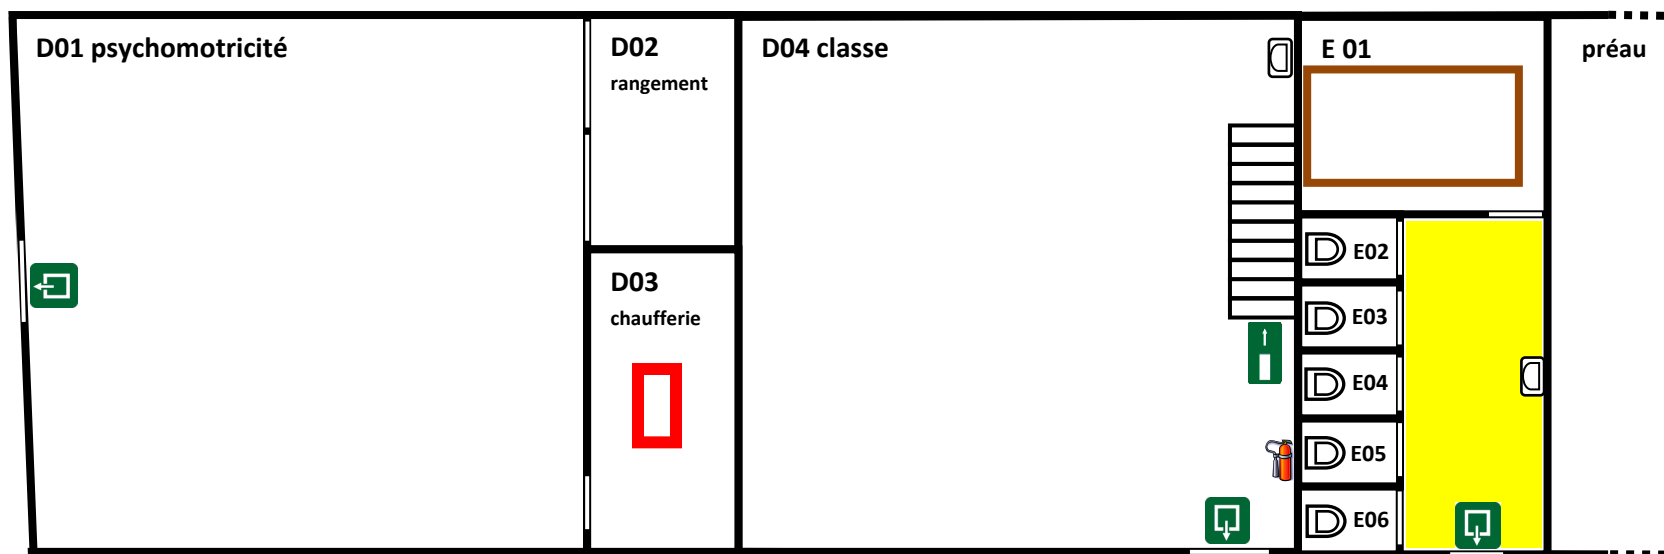 D01 psychomotricité
D02
rangement
D03
chaufferie
D04 classe
E 01
E02
E03
E04
E05
E06
préau